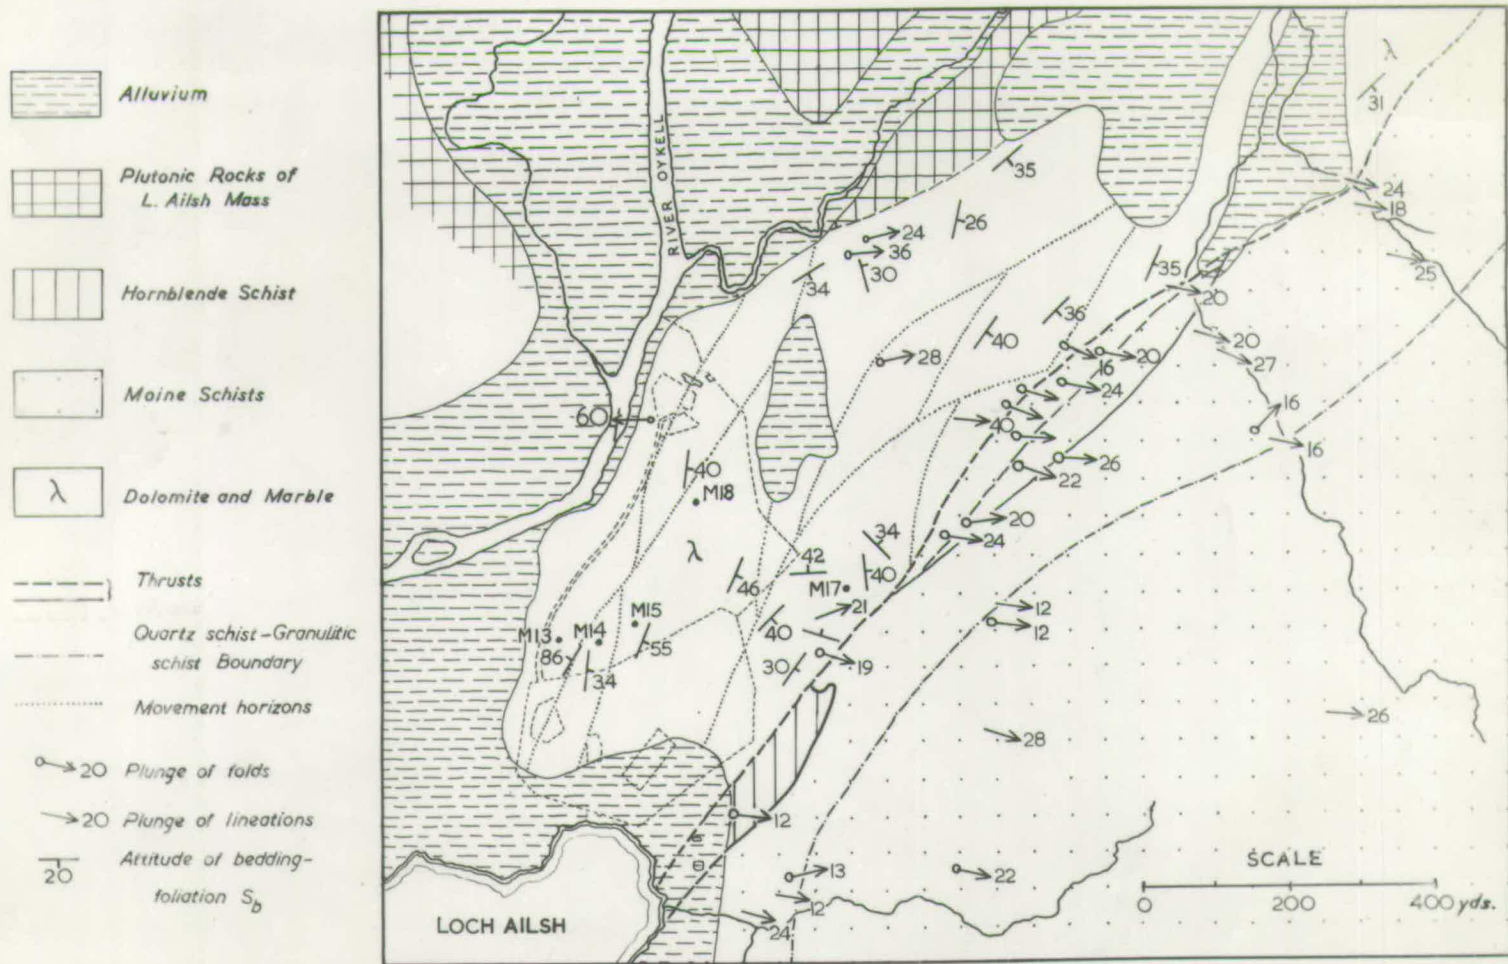 Alluvium
Plutonic Rocks of
L. Ailsh Mass
Hornblende Schist
Moine Schists
λ
Dolomite and Marble
Thrusts
Quartz schist-Granulitic
schist Boundary
Movement horizons
20 Plunge of folds
20 Plunge of lineations
20
Attitude of bedding-
foliation Sb
RIVER OYKELL
λ
31
35
24
18
26
24
36
30
34
35
25
20
36
40
20
27
28
16
20
24
16
60
40
16
26
40
M18
22
λ
34
20
24
42
46
40
M17
21
12
12
M15
M13
M14
40
55
86
34
30
19
26
28
12
13
22
12
24
LOCH AILSH
SCALE
0
200
400 yds.